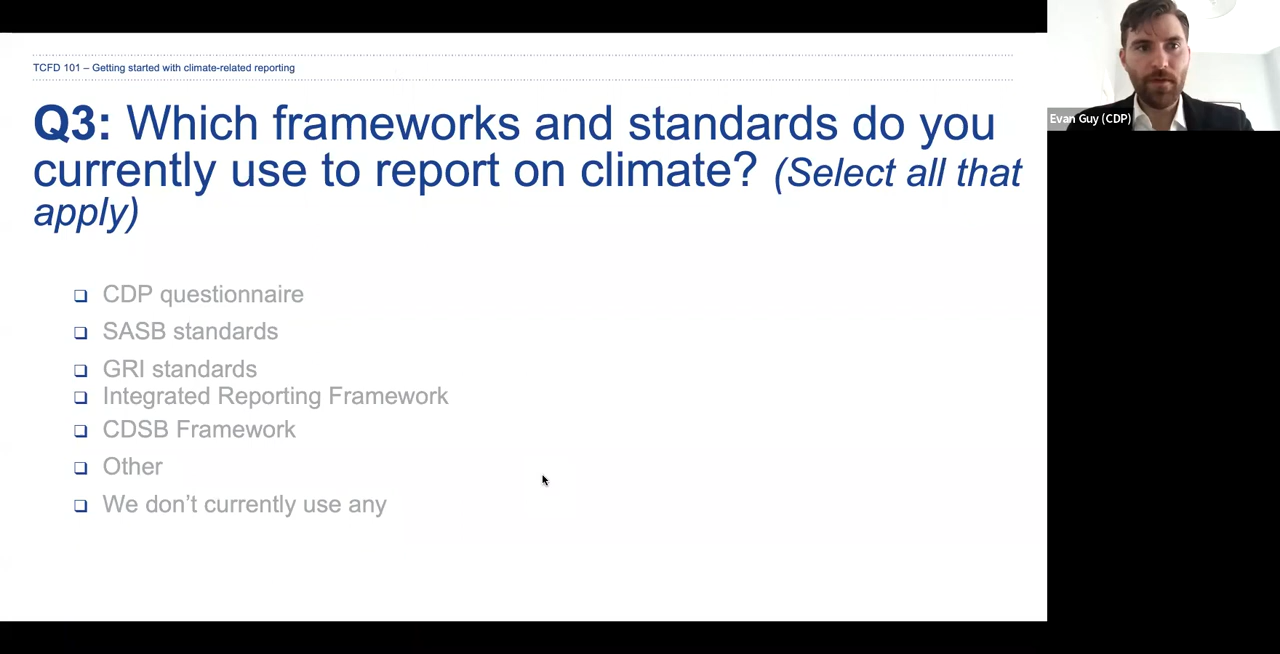 TCFD 101 – Getting started with climate-related reporting
Q3: Which frameworks and standards do you
currently use to report on climate? (Select all that
apply)
CDP questionnaire
SASB standards
GRI standards
Integrated Reporting Framework
CDSB Framework
Other
We don’t currently use any
Evan Guy (CDP)